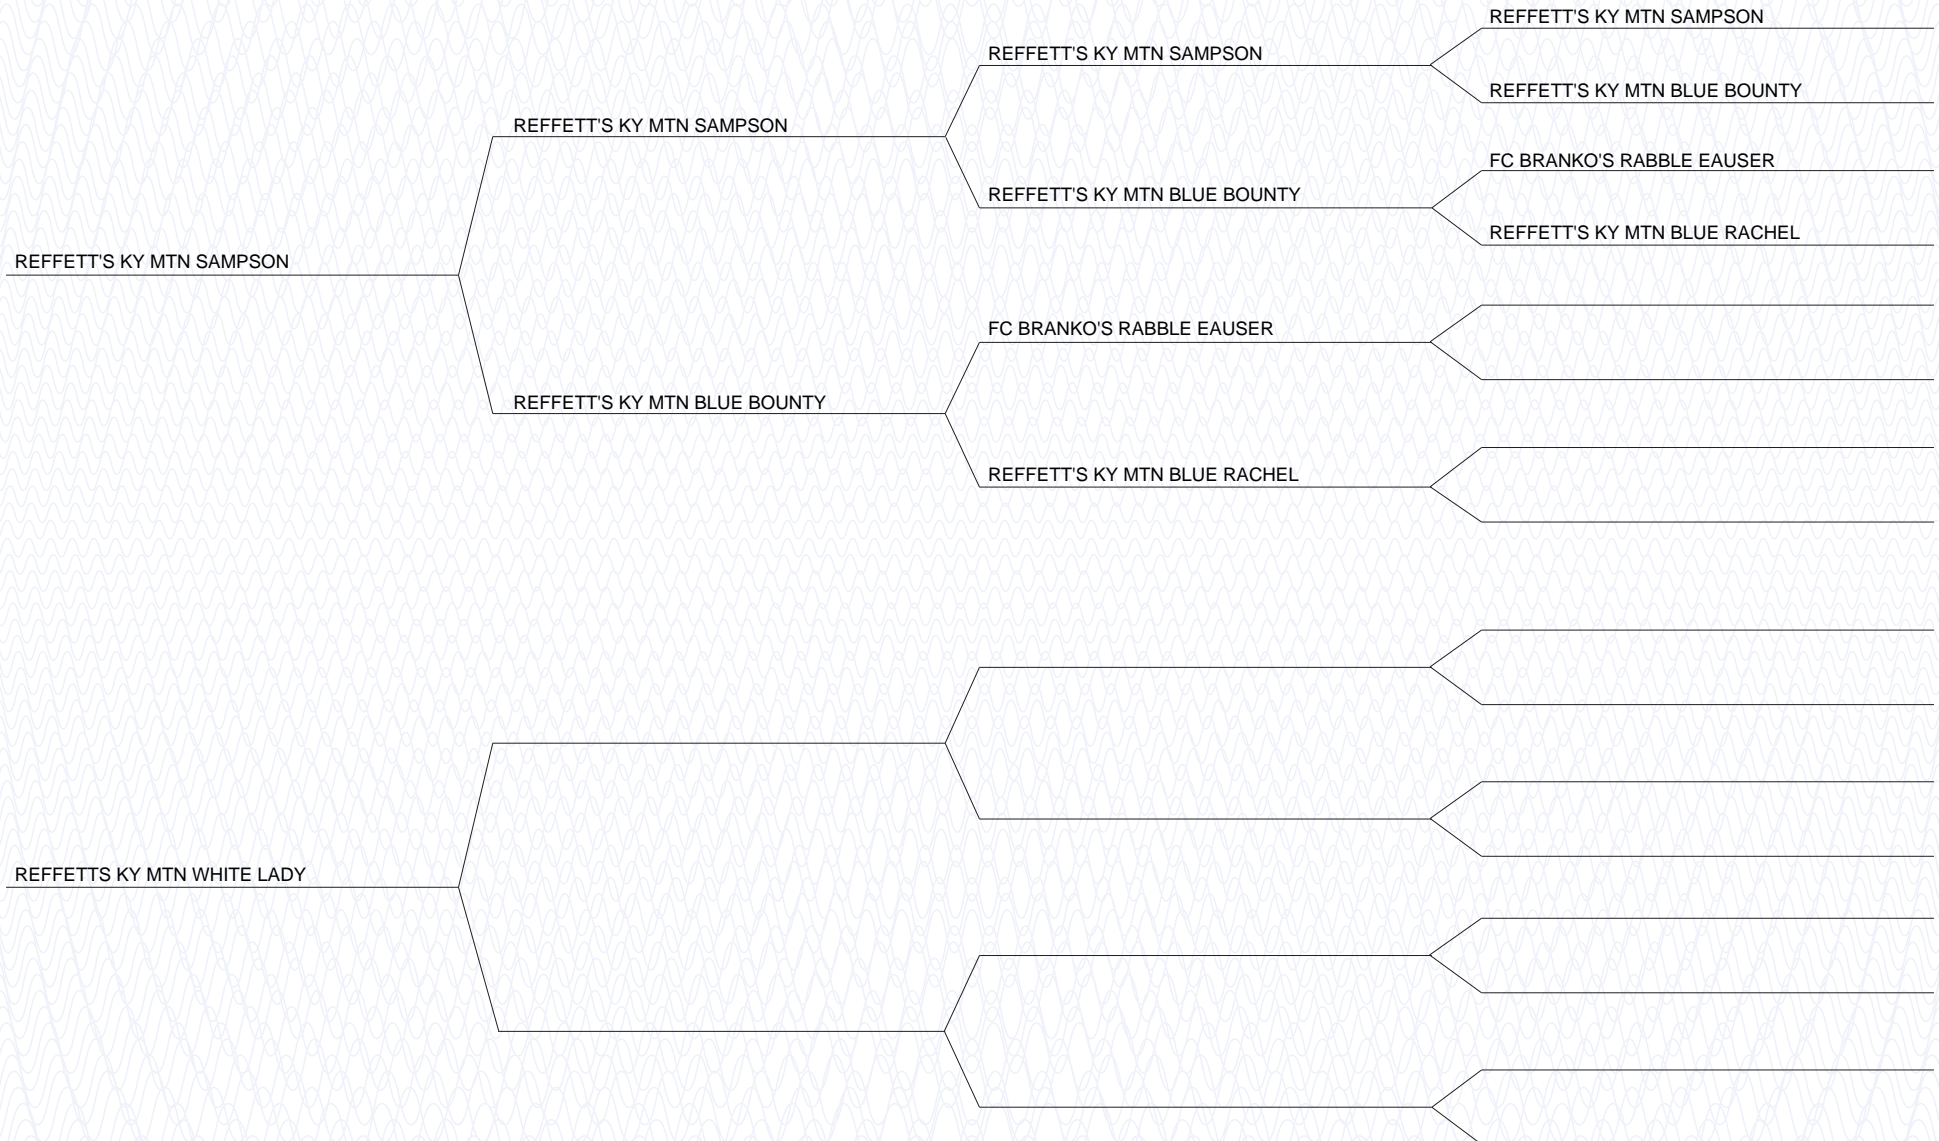 REFFETT'S KY MTN SAMPSON
REFFETT'S KY MTN SAMPSON
REFFETT'S KY MTN BLUE BOUNTY
REFFETT'S KY MTN SAMPSON
FC BRANKO'S RABBLE EAUSER
REFFETT'S KY MTN BLUE BOUNTY
REFFETT'S KY MTN BLUE RACHEL
REFFETT'S KY MTN SAMPSON
FC BRANKO'S RABBLE EAUSER
REFFETT'S KY MTN BLUE BOUNTY
REFFETT'S KY MTN BLUE RACHEL
REFFETTS KY MTN WHITE LADY